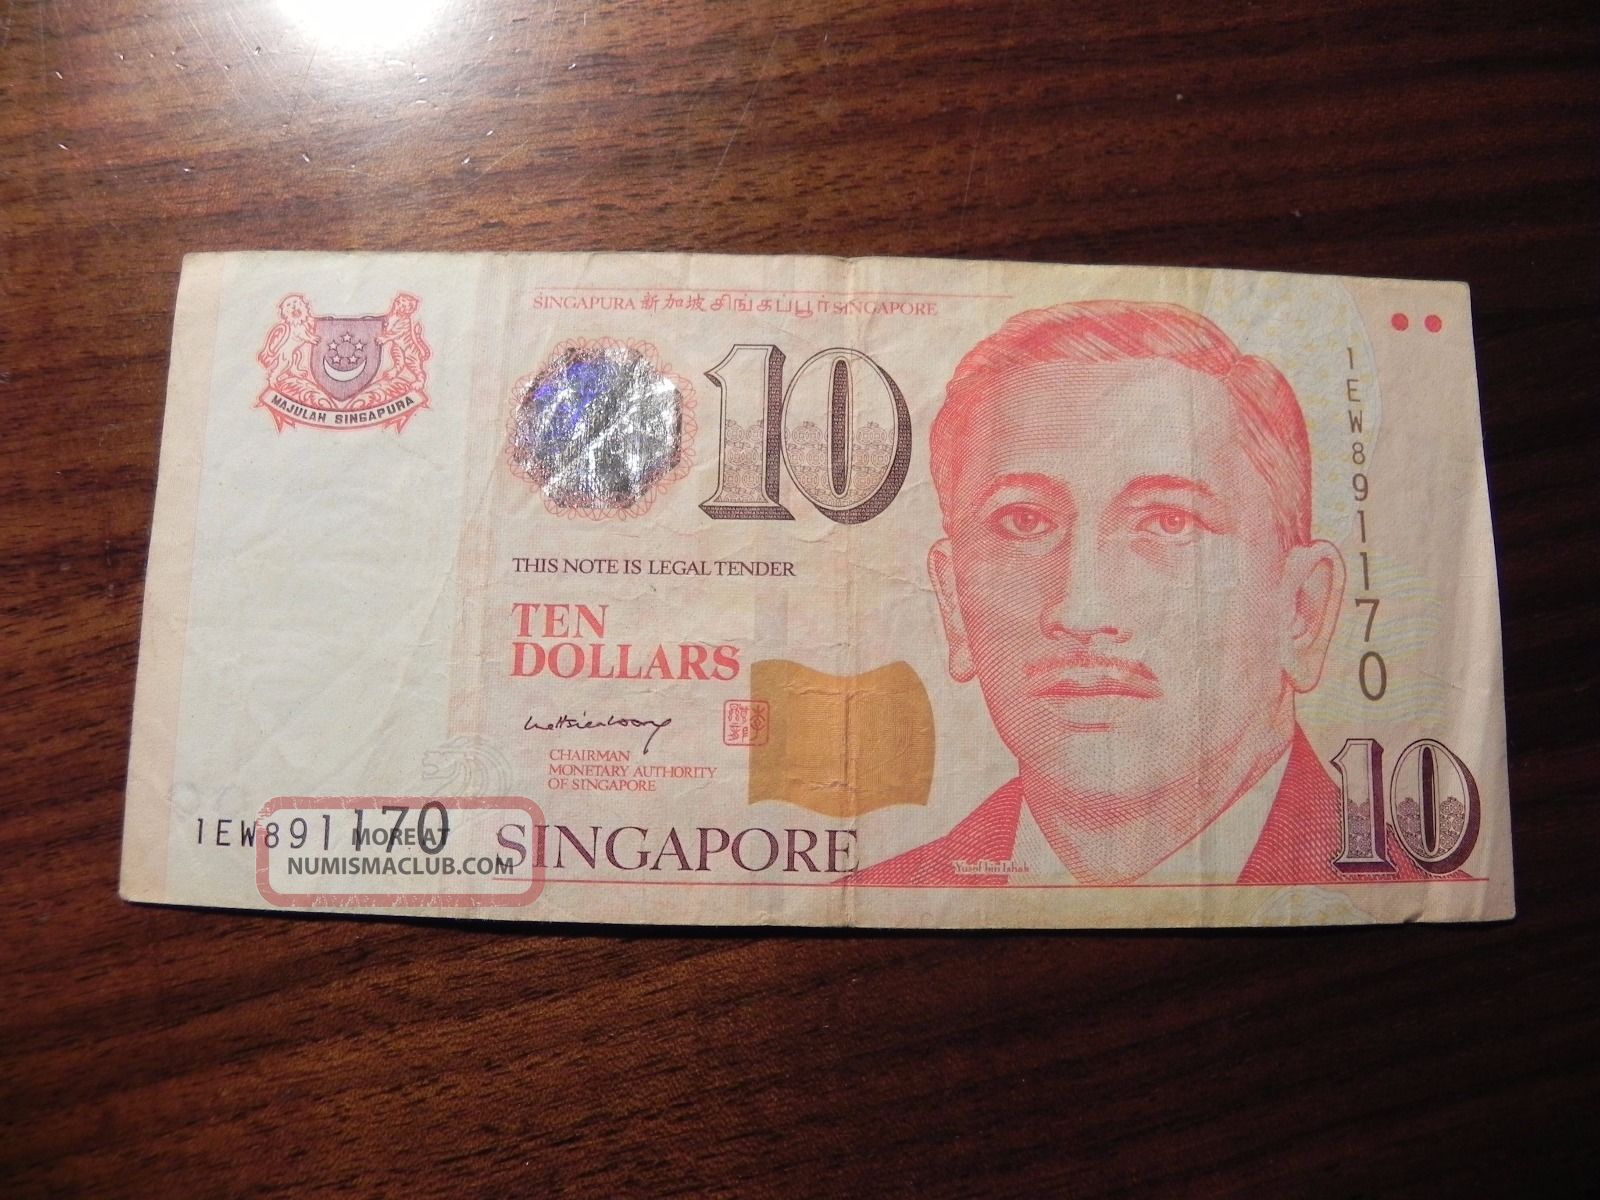 SINGAPURA 新加坡 சிங்கப்பூர் SINGAPORE
MAJULAH SINGAPURA
10
1EW891170
THIS NOTE IS LEGAL TENDER
TEN
DOLLARS
CHAIRMAN
MONETARY AUTHORITY
OF SINGAPORE
1EW891170
MORE AT
NUMISMACLUB.COM
SINGAPORE
Yusof bin Ishak
10